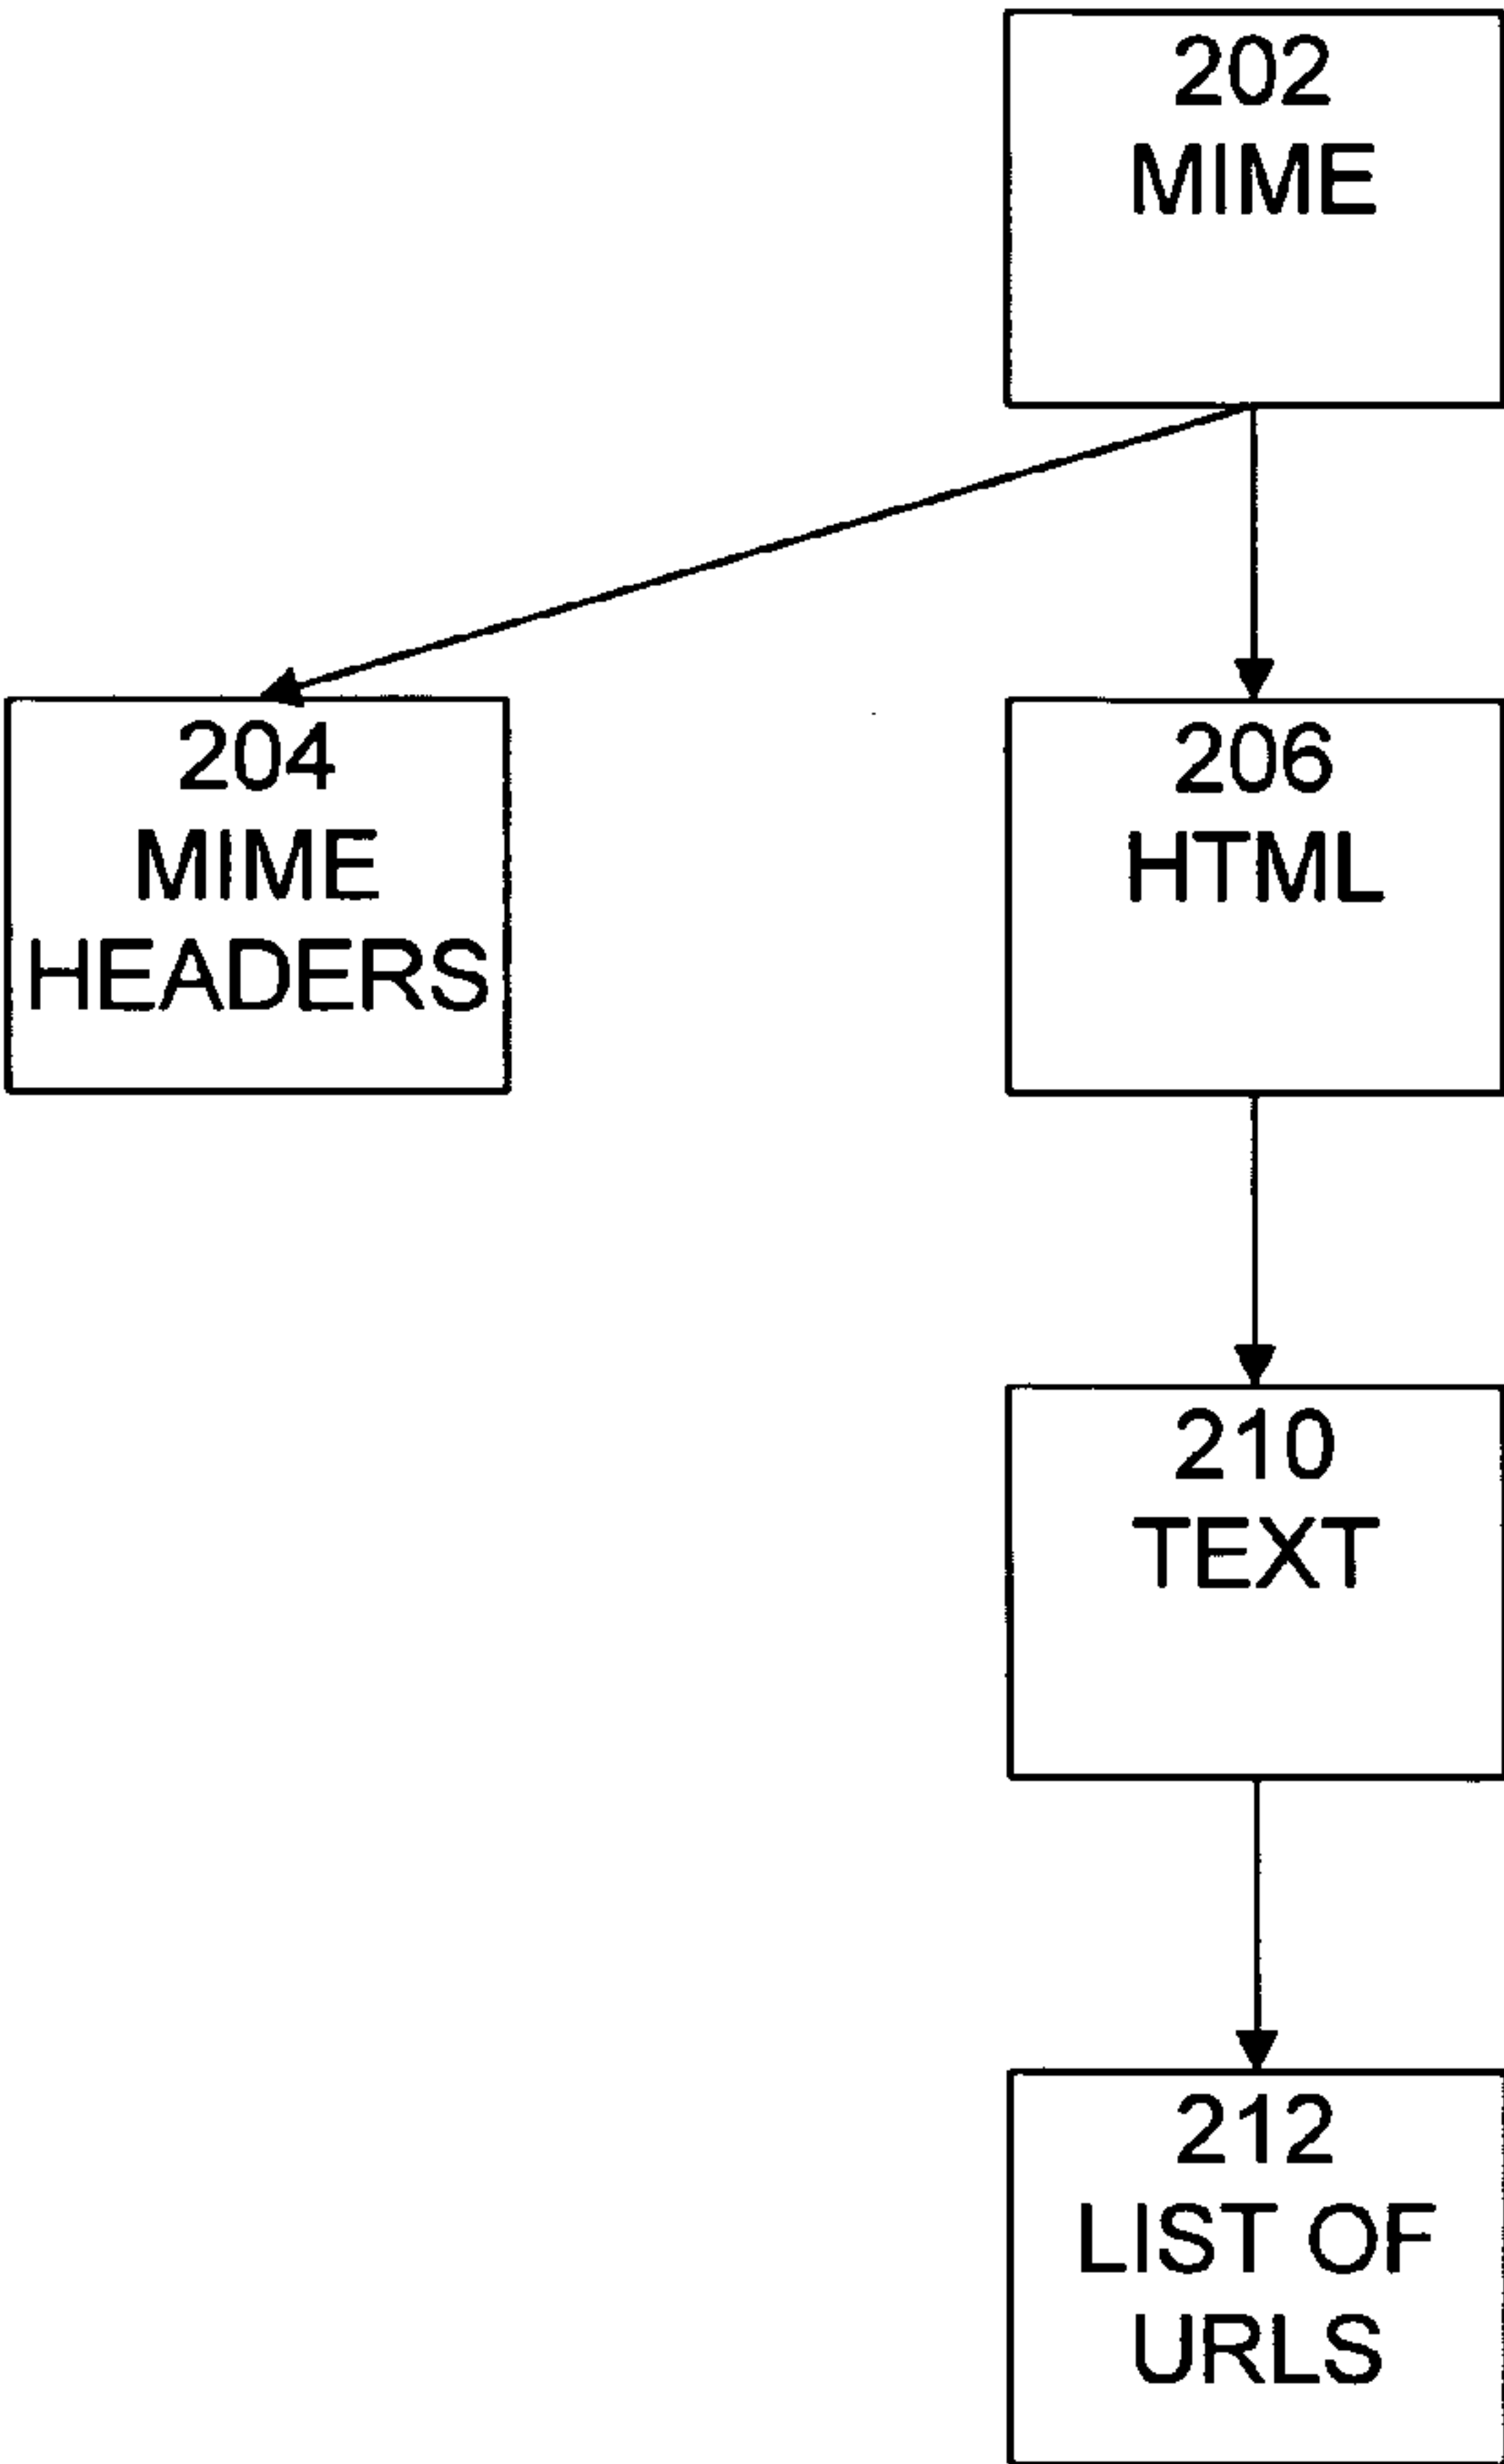 202
MIME
204
MIME
HEADERS
206
HTML
210
TEXT
212
LIST OF
URLS